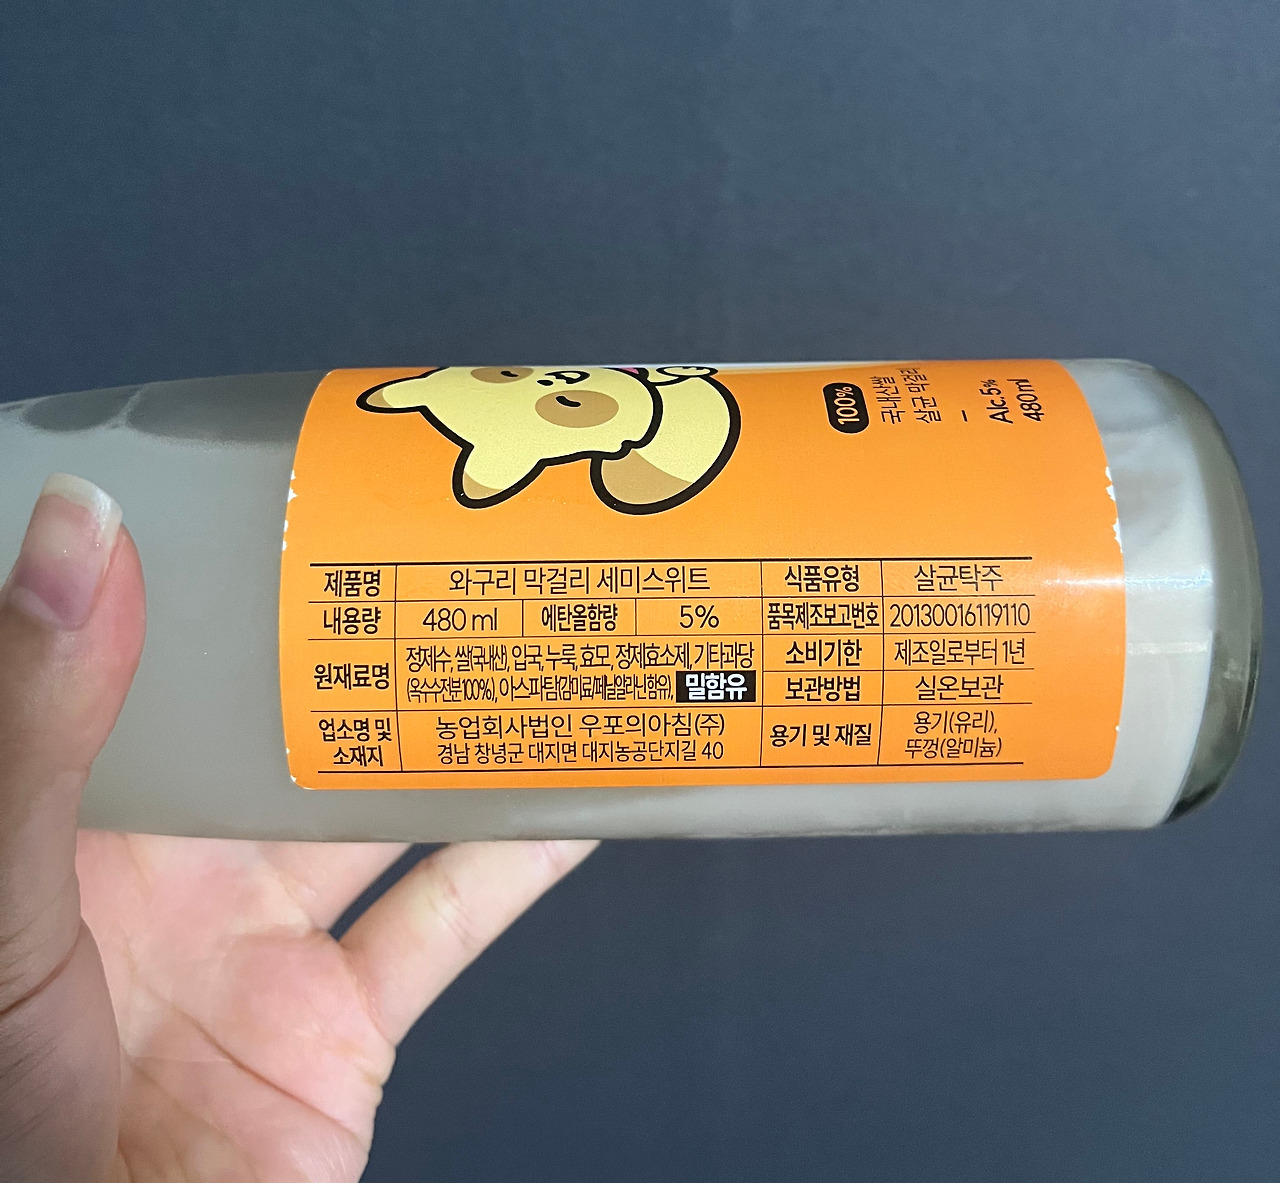 100%
국내산쌀
살균 막걸리
Alc.5%
480ml
제품명 와구리 막걸리 세미스위트 식품유형 살균탁주
내용량 480 ml 에탄올함량 5% 품목제조보고번호 20130016119110
원재료명 정제수, 쌀(국내산), 입국, 누룩, 효모, 정제효소제, 기타과당
(옥수수전분100%), 아스파탐(감미료/페닐알라닌함유), 밀함유
소비기한 제조일로부터 1년
보관방법 실온보관
업소명 및
소재지
농업회사법인 우포의아침(주)
경남 창녕군 대지면 대지농공단지길 40
용기 및 재질 용기(유리),
뚜껑(알미늄)